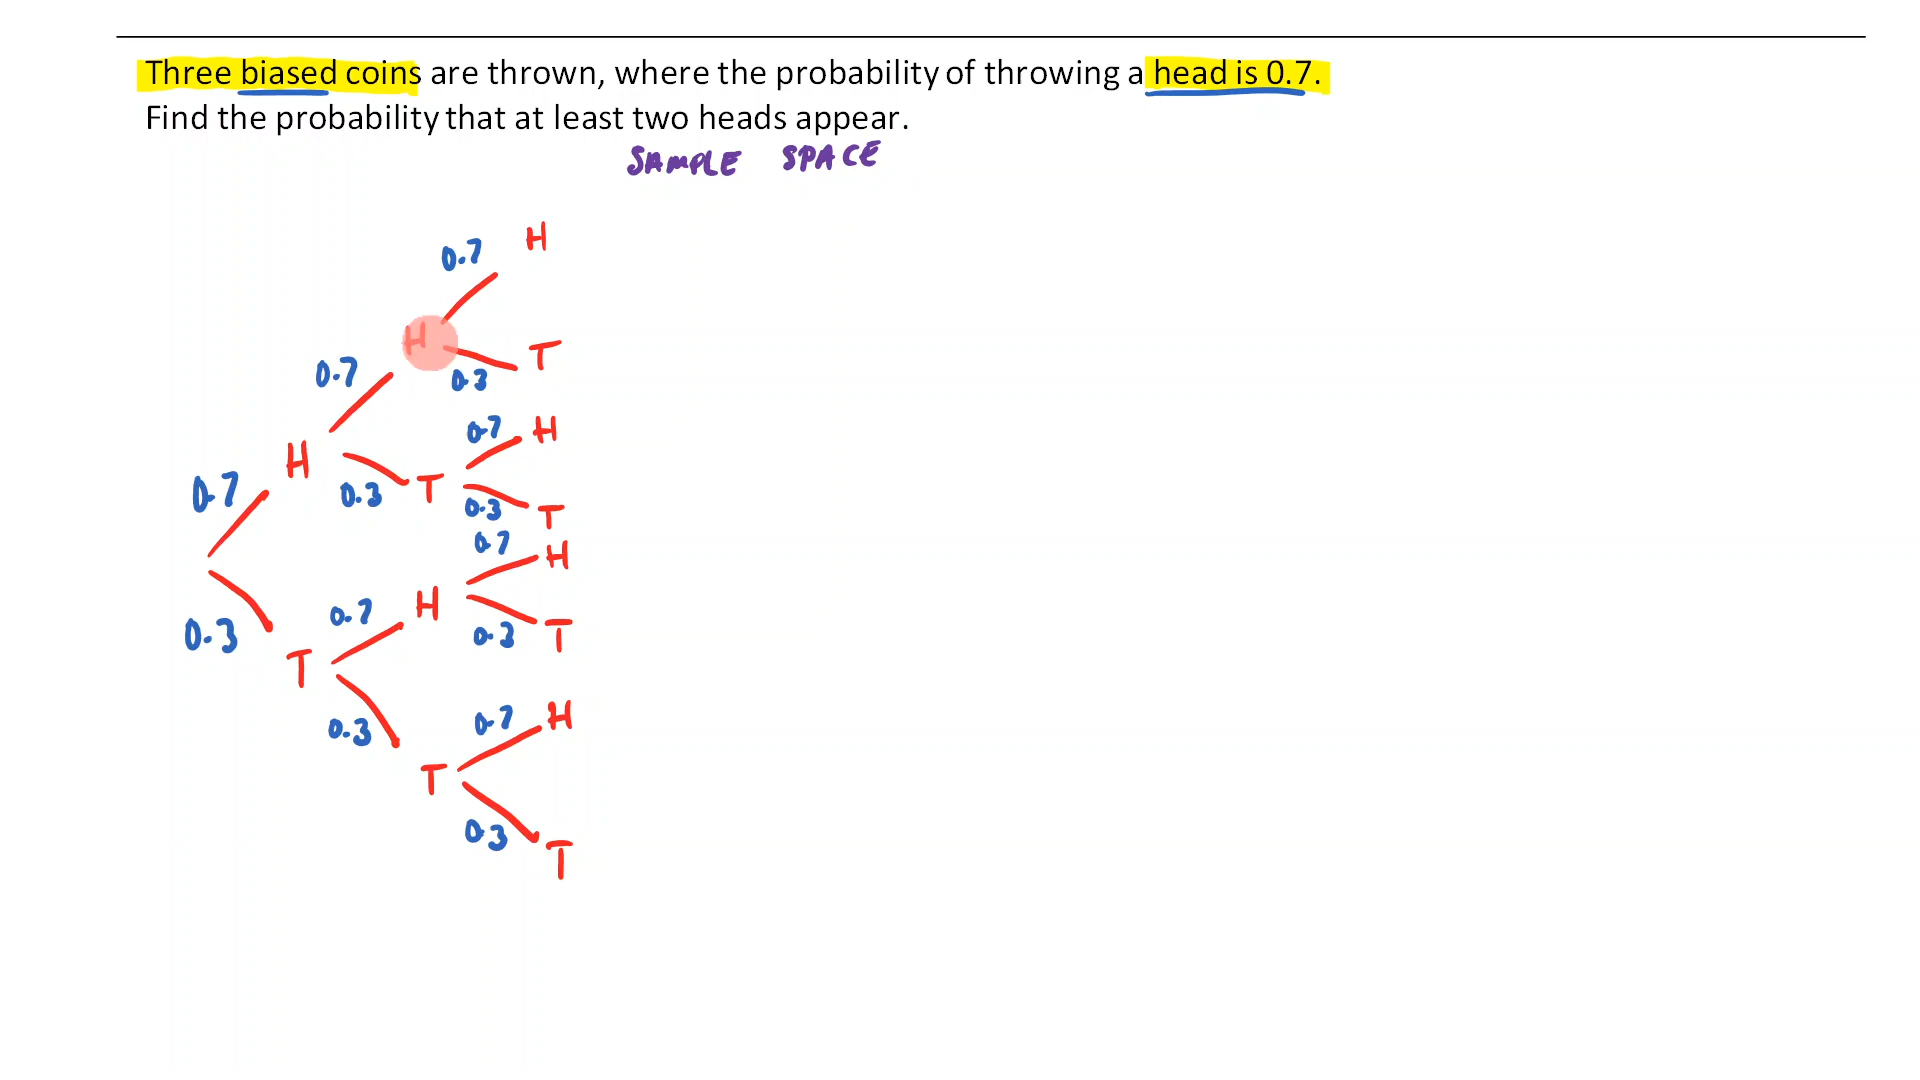 Three biased coins are thrown, where the probability of throwing a head is 0.7.
Find the probability that at least two heads appear.
SAMPLE SPACE
H
0.7
H
T
0.7
0.3
0.7
H
H
0.7
0.3
T
0.3
T
0.7
H
0.7
H
0.3
0.3
T
T
0.7
H
0.3
T
0.3
T